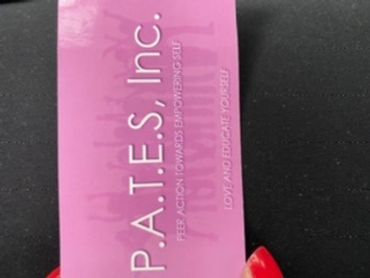 P.A.T.E.S, Inc.
PEER ACTION TOWARDS EMPOWERING SELF
LOVE AND EDUCATE YOURSELF